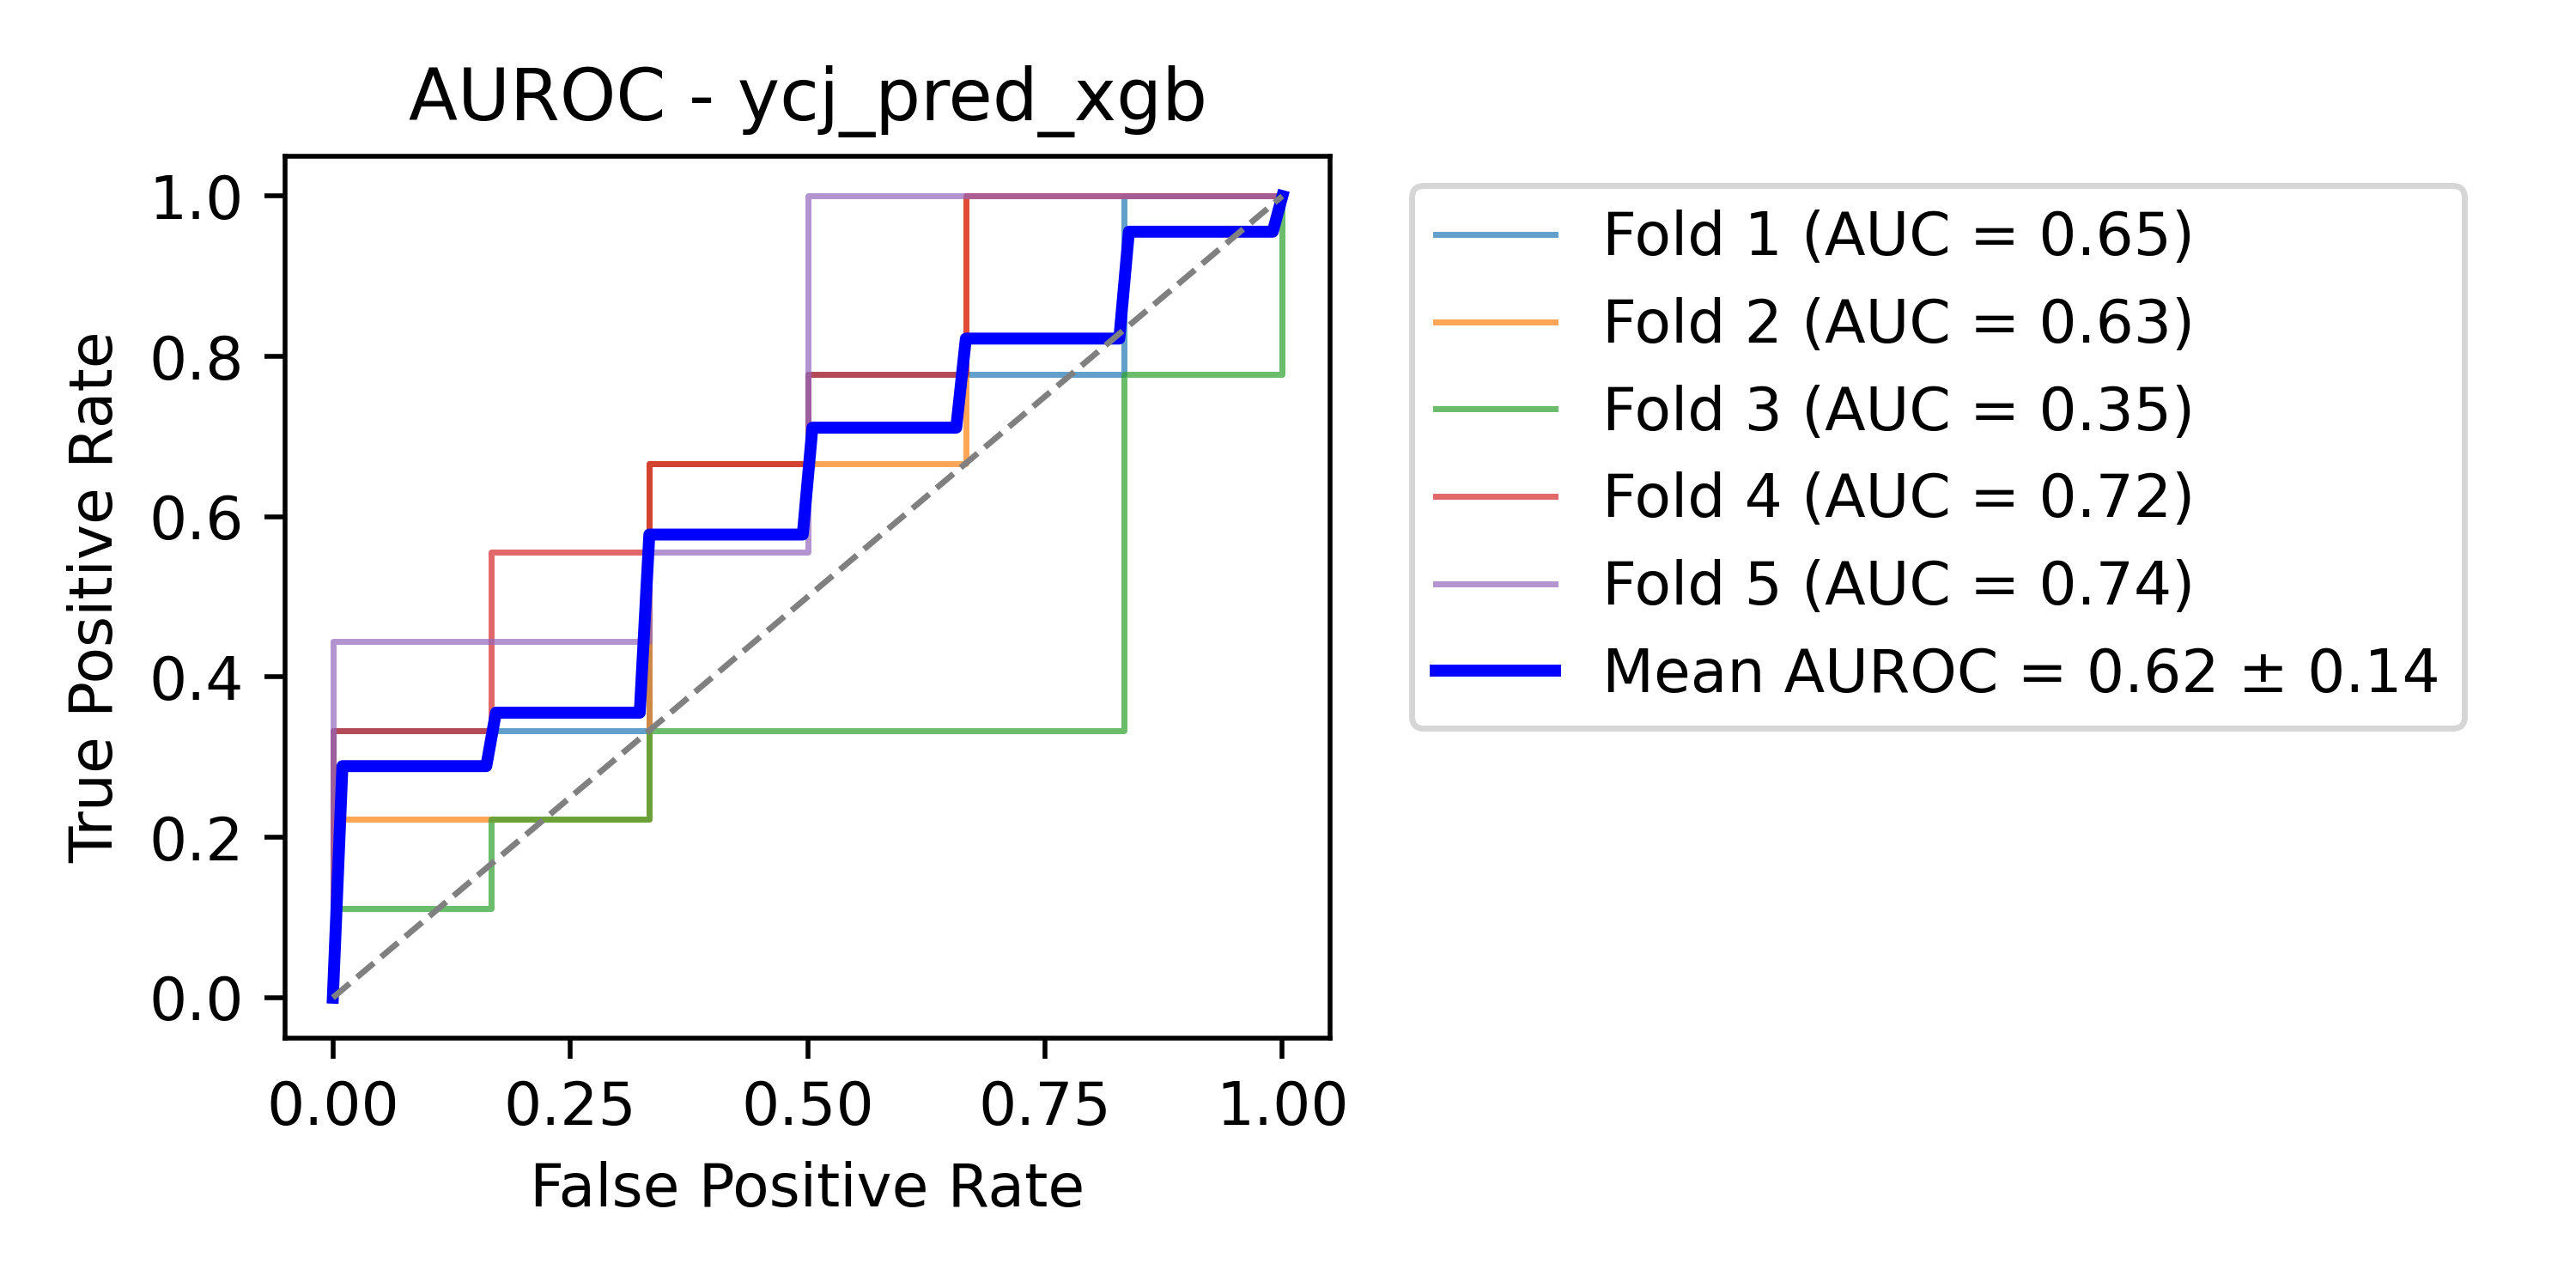 AUROC - ycj_pred_xgb
True Positive Rate
1.0
0.8
0.6
0.4
0.2
0.0
0.00 0.25 0.50 0.75 1.00
False Positive Rate
Fold 1 (AUC = 0.65)
Fold 2 (AUC = 0.63)
Fold 3 (AUC = 0.35)
Fold 4 (AUC = 0.72)
Fold 5 (AUC = 0.74)
Mean AUROC = 0.62 ± 0.14